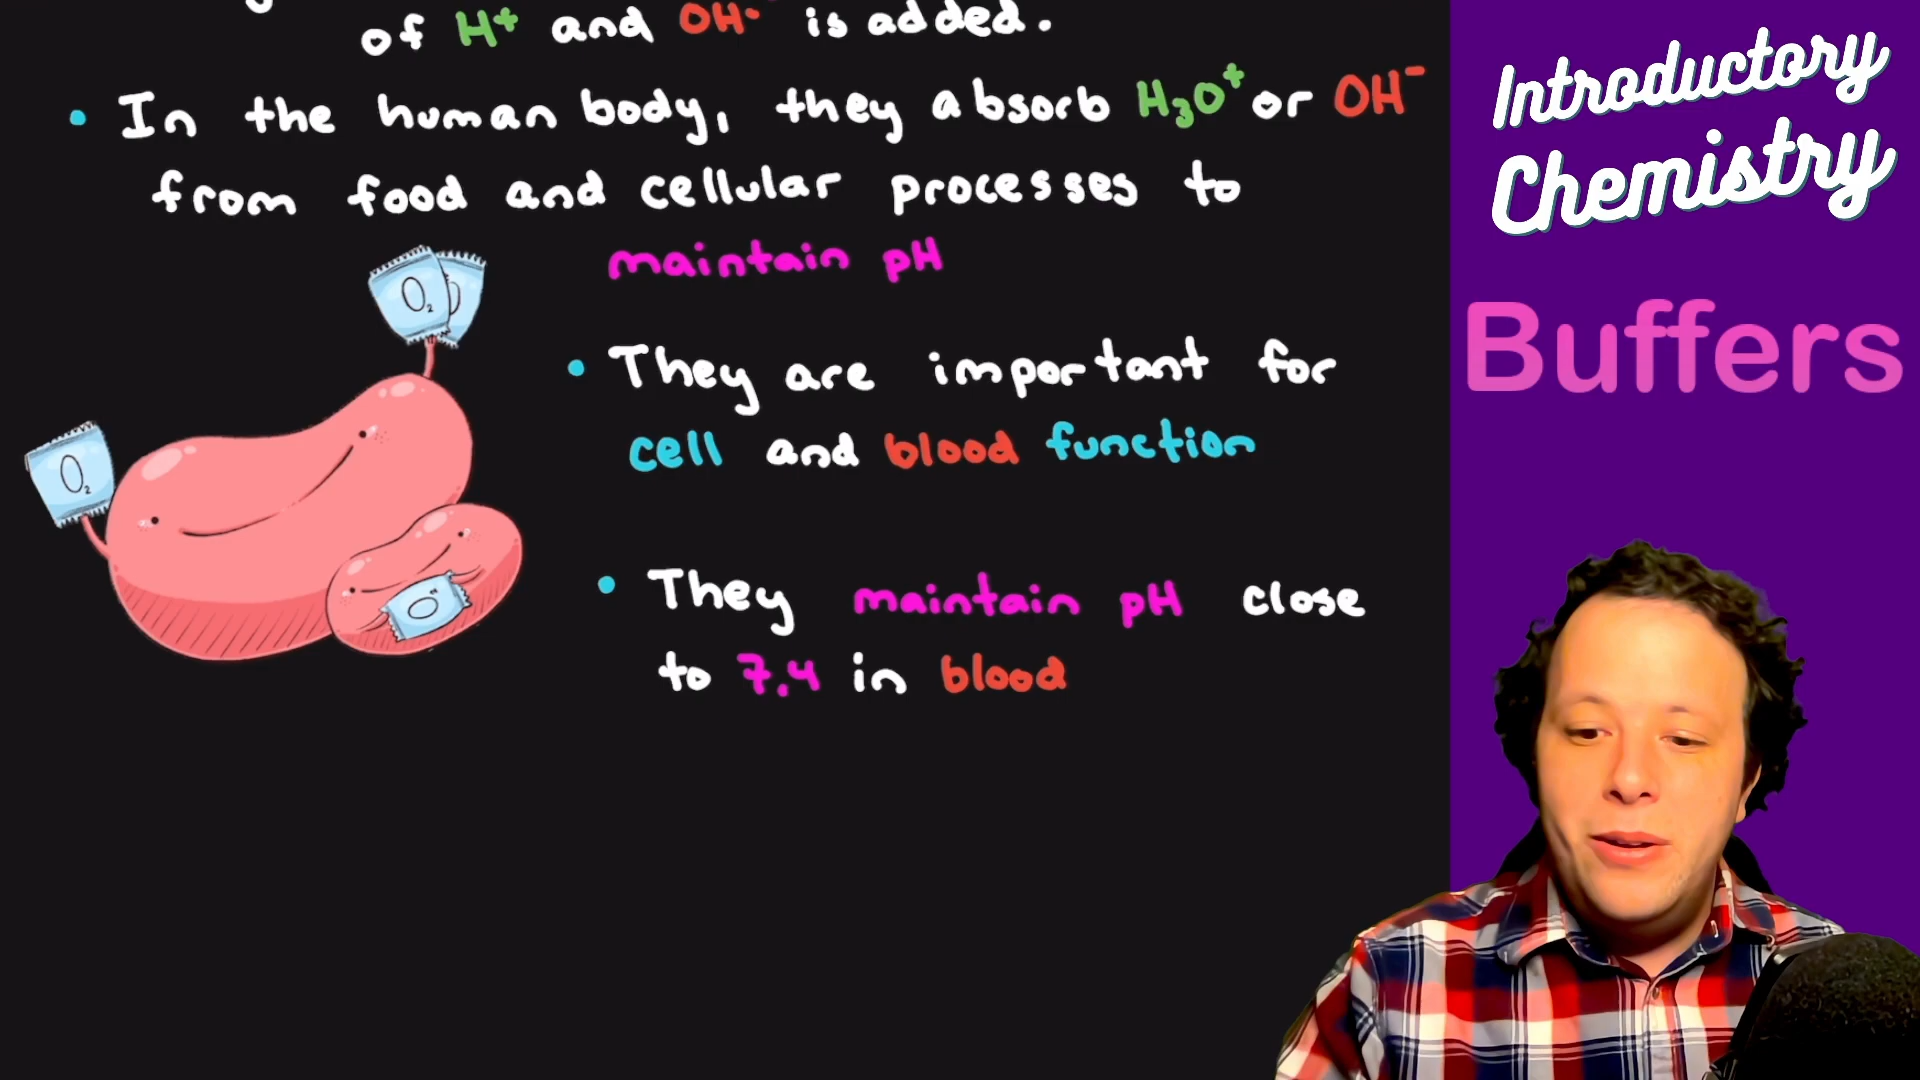 of H+ and OH- is added.
• In the human body, they absorb H₃O⁺ or OH⁻
from food and cellular processes to
maintain pH
• They are important for
cell and blood function
• They maintain pH close
to 7.4 in blood
O₂
O₂
O₂
Introductory
Chemistry
Buffers